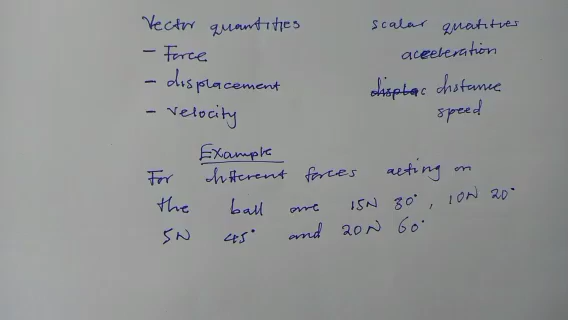 Vector quantities scalar quatities
- Force acceleration
- displacement displac distance
- velocity speed
Example
For different forces acting on
the ball are 15N 30°, 10N 20°
5N 45° and 20N 60°